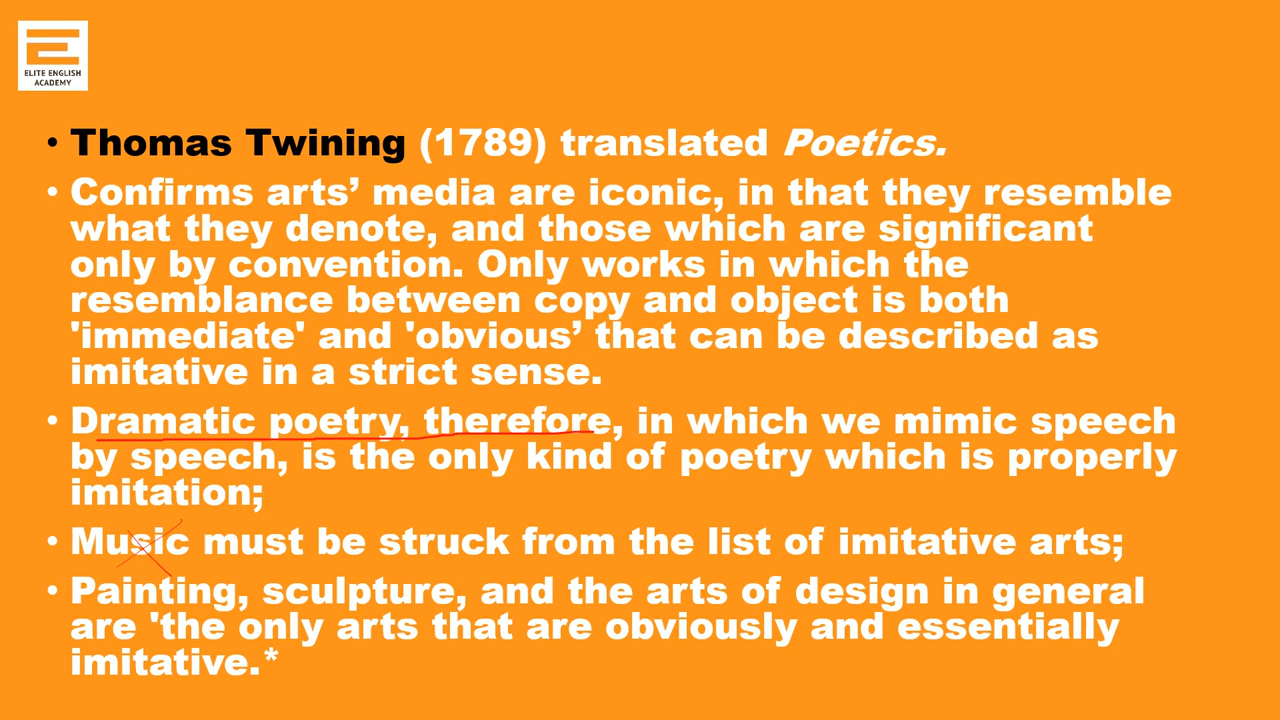 ELITE ENGLISH
ACADEMY
• Thomas Twining (1789) translated Poetics.
• Confirms arts’ media are iconic, in that they resemble
what they denote, and those which are significant
only by convention. Only works in which the
resemblance between copy and object is both
'immediate' and 'obvious’ that can be described as
imitative in a strict sense.
• Dramatic poetry, therefore, in which we mimic speech
by speech, is the only kind of poetry which is properly
imitation;
• Music must be struck from the list of imitative arts;
• Painting, sculpture, and the arts of design in general
are 'the only arts that are obviously and essentially
imitative.*